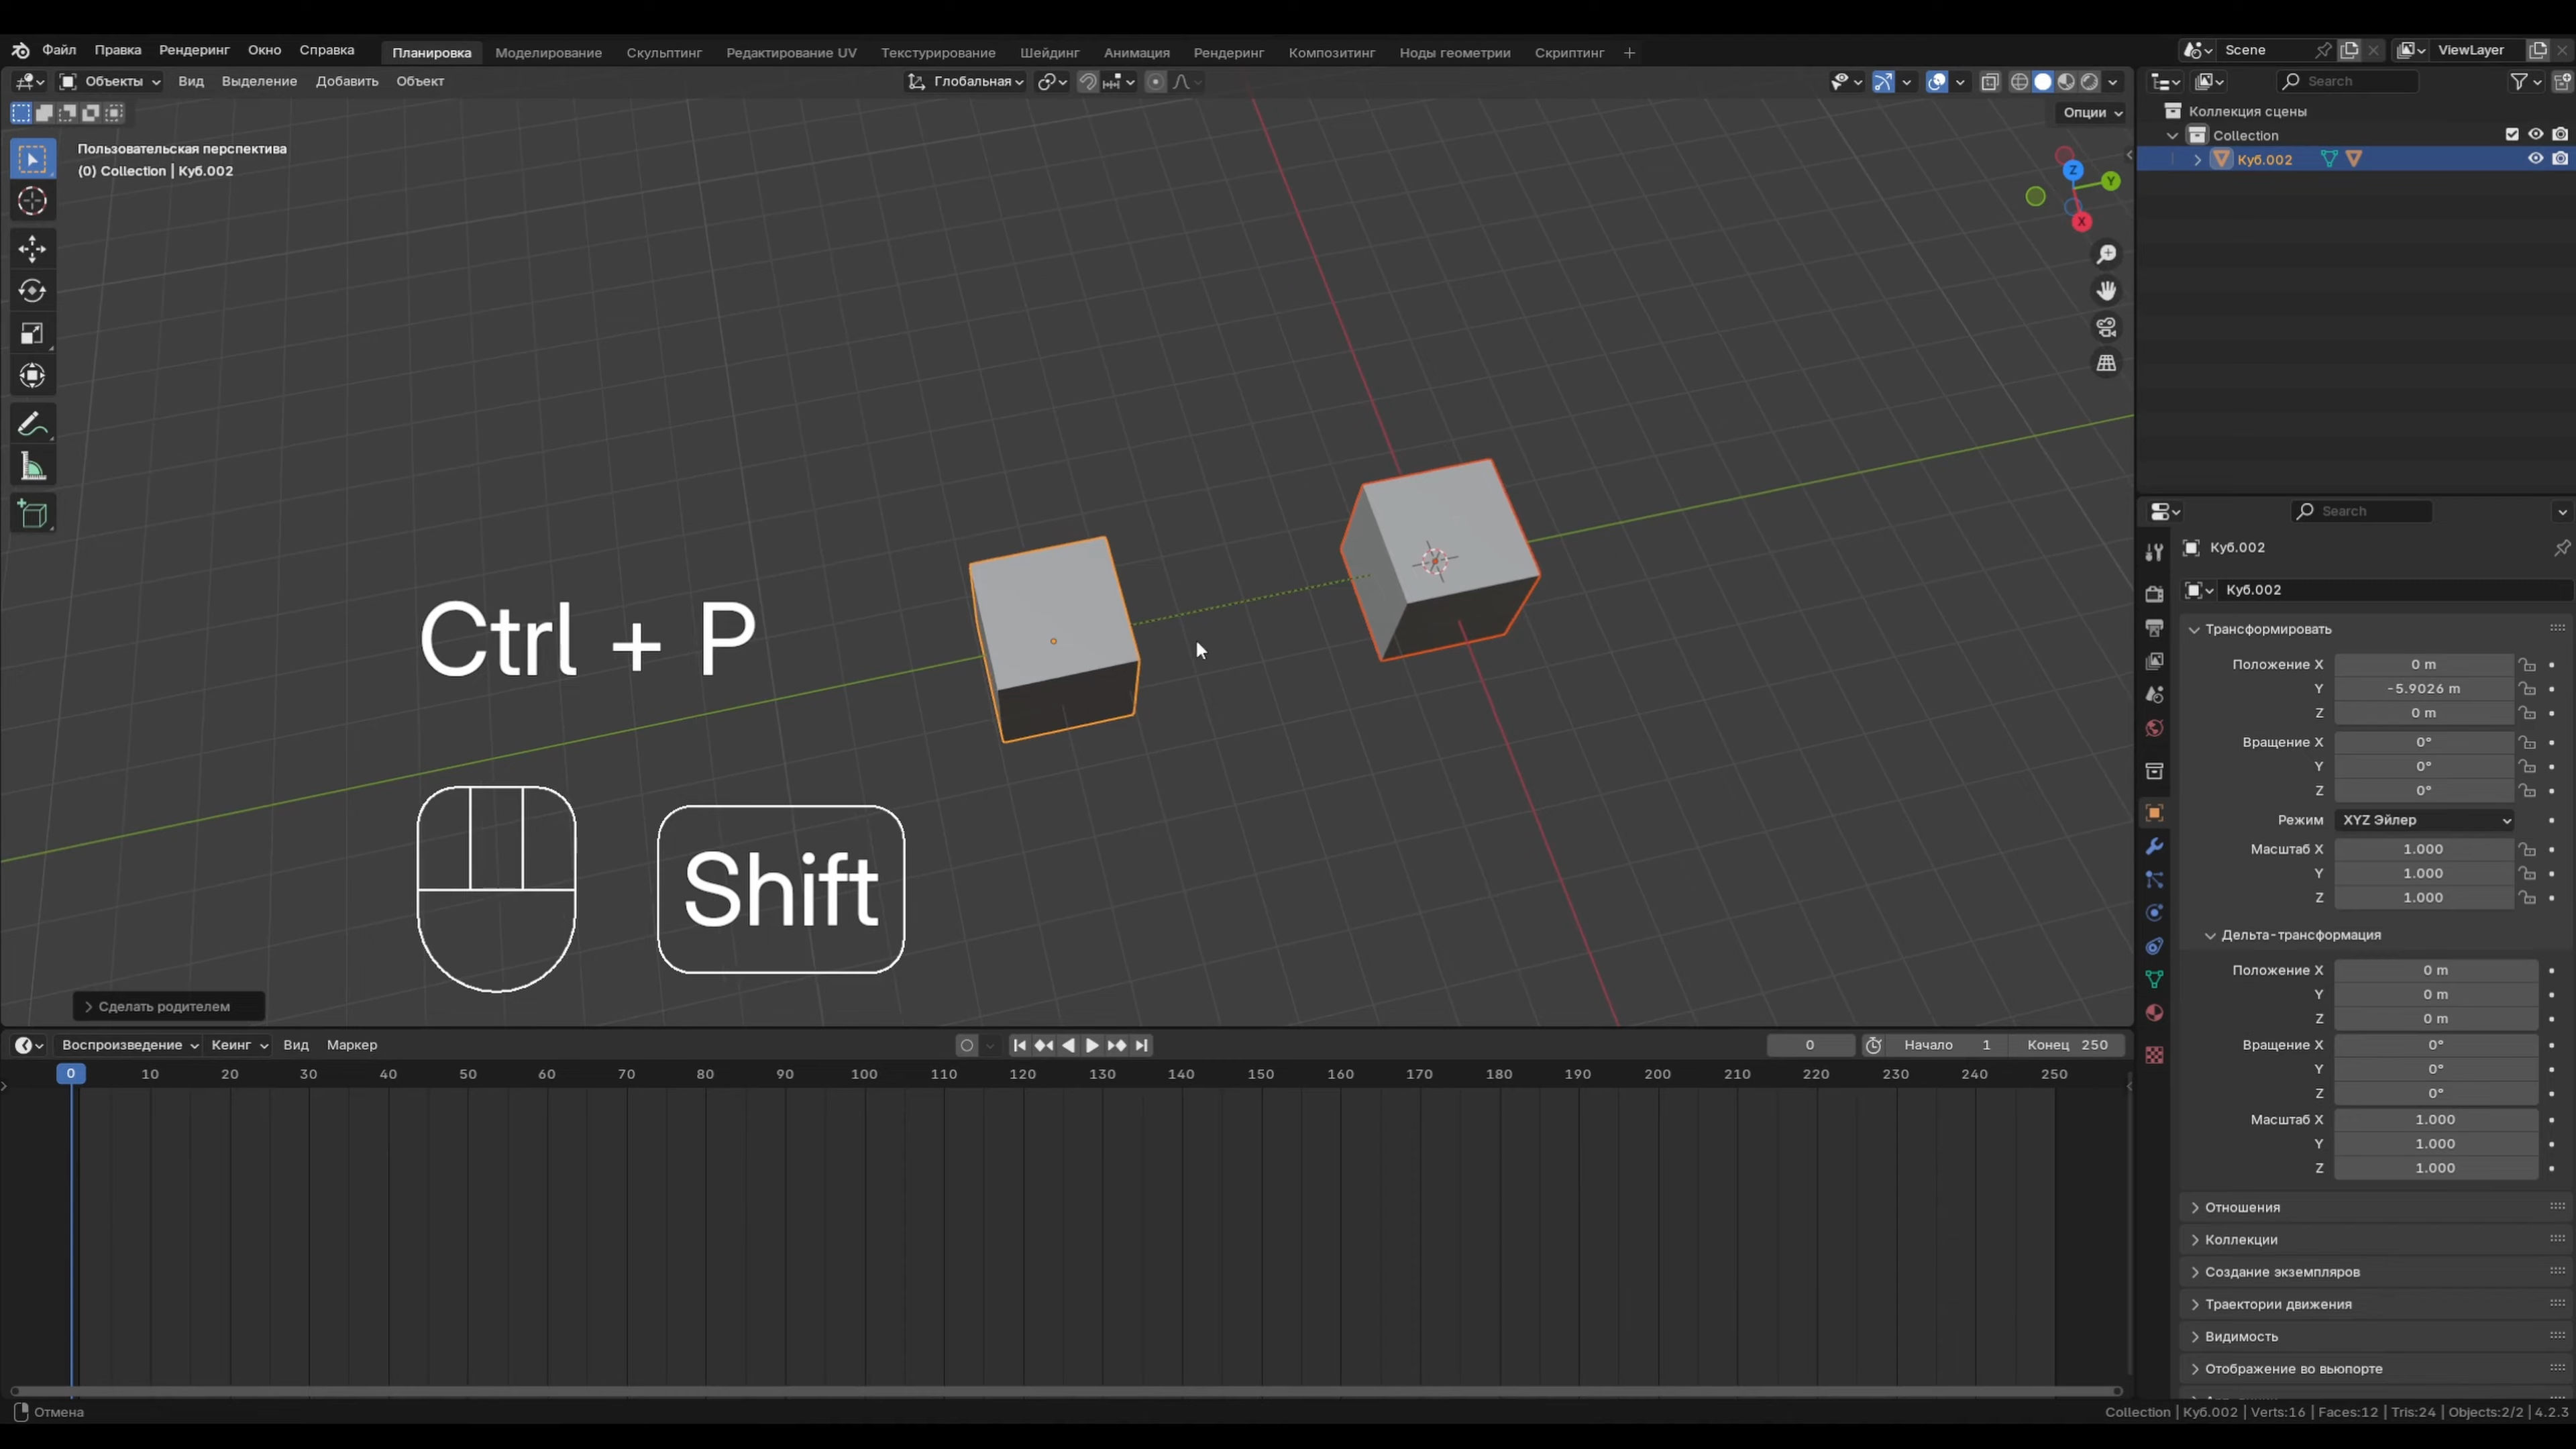 Файл Правка Рендеринг Окно Справка Планировка Моделирование Скульптинг Редактирование UV Текстурирование Шейдинг Анимация Рендеринг Композитинг Ноды геометрии Скриптинг + Scene ViewLayer
Объекты Вид Выделение Добавить Объект Глобальная Search
Опции
Коллекция сцены
Collection
Куб.002
Пользовательская перспектива
(0) Collection | Куб.002
Z
Y
X
Search
Куб.002
Куб.002
Трансформировать
Положение X 0 m
Y -5.9026 m
Z 0 m
Вращение X 0°
Y 0°
Z 0°
Режим XYZ Эйлер
Масштаб X 1.000
Y 1.000
Z 1.000
Дельта-трансформация
Положение X 0 m
Y 0 m
Z 0 m
Вращение X 0°
Y 0°
Z 0°
Масштаб X 1.000
Y 1.000
Z 1.000
Отношения
Коллекции
Создание экземпляров
Траектории движения
Видимость
Отображение во вьюпорте
Ctrl + P
Shift
Сделать родителем
Воспроизведение Кеинг Вид Маркер 0 Начало 1 Конец 250
0 10 20 30 40 50 60 70 80 90 100 110 120 130 140 150 160 170 180 190 200 210 220 230 240 250
Отмена
Collection | Куб.002 | Verts:16 | Faces:12 | Tris:24 | Objects:2/2 | 4.2.3